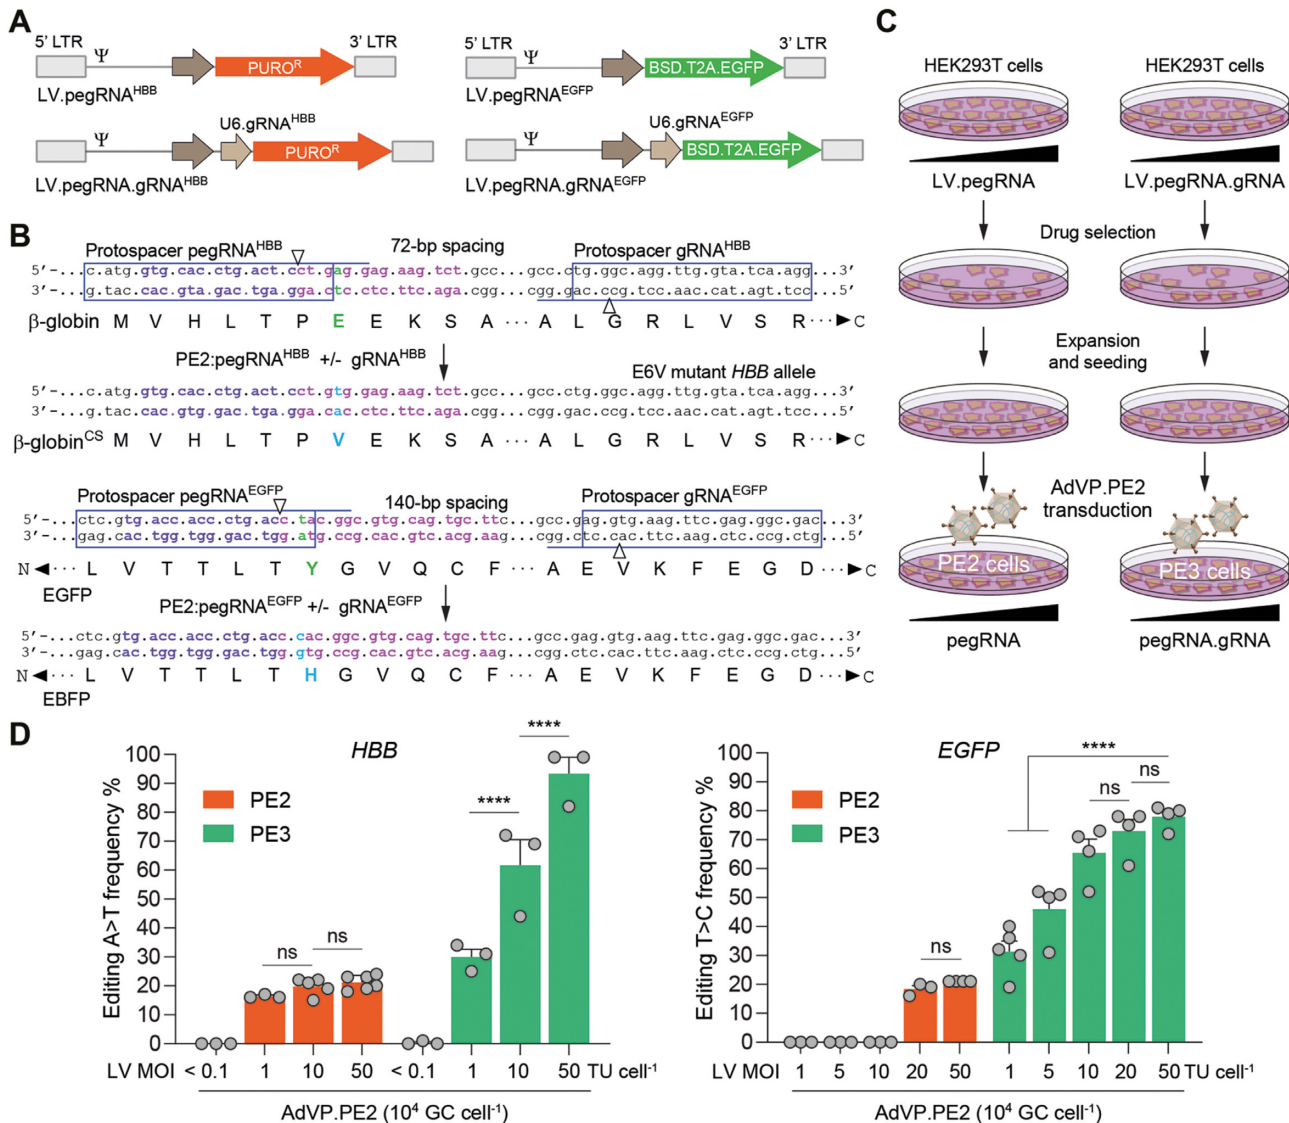 A
5' LTR Ψ 3' LTR
PURO^R
LV.pegRNA^HBB
5' LTR Ψ 3' LTR
BSD.T2A.EGFP
LV.pegRNA^EGFP
Ψ U6.gRNA^HBB
PURO^R
LV.pegRNA.gRNA^HBB
Ψ U6.gRNA^EGFP
BSD.T2A.EGFP
LV.pegRNA.gRNA^EGFP
B
Protospacer pegRNA^HBB 72-bp spacing Protospacer gRNA^HBB
5'-...c.atg.gtg.cac.ctg.act.cct.gag.gag.aag.tct.gcc...gcc.ctg.ggc.agg.ttg.gta.tca.agg...3'
3'-...g.tac.cac.gta.gac.tga.gga.ctc.ctc.ttc.aga.cgg...cgg.gac.ccg.tcc.aac.cat.agt.tcc...5'
β-globin M V H L T P E E K S A ··· A L G R L V S R ··· C
PE2:pegRNA^HBB +/- gRNA^HBB E6V mutant HBB allele
5'-...c.atg.gtg.cac.ctg.act.cct.gtg.gag.aag.tct.gcc...gcc.ctg.ggc.agg.ttg.gta.tca.agg...3'
3'-...g.tac.cac.gtg.gac.tga.gga.cac.ctc.ttc.aga.cgg...cgg.gac.ccg.tcc.aac.cat.agt.tcc...5'
β-globin^CS M V H L T P V E K S A ··· A L G R L V S R ··· C
Protospacer pegRNA^EGFP 140-bp spacing Protospacer gRNA^EGFP
5'-...ctc.gtg.acc.acc.ctg.acc.tac.ggc.gtg.cag.tgc.ttc...gcc.gag.gtg.aag.ttc.gag.ggc.gac...3'
3'-...gag.cac.tgg.tgg.gac.tgg.atg.ccg.cac.gtc.acg.aag...cgg.ctc.cac.ttc.aag.ctc.ccg.ctg...5'
N ··· L V T T L T Y G V Q C F ··· A E V K F E G D ··· C
EGFP
PE2:pegRNA^EGFP +/- gRNA^EGFP
5'-...ctc.gtg.acc.acc.ctg.acc.cac.ggc.gtg.cag.tgc.ttc...gcc.gag.gtg.aag.ttc.gag.ggc.gac...3'
3'-...gag.cac.tgg.tgg.gac.tgg.gtg.ccg.cac.gtc.acg.aag...cgg.ctc.cac.ttc.aag.ctc.ccg.ctg...5'
N ··· L V T T L T H G V Q C F ··· A E V K F E G D ··· C
EBFP
C
HEK293T cells HEK293T cells
LV.pegRNA LV.pegRNA.gRNA
Drug selection
Expansion
and seeding
AdVP.PE2
transduction
PE2 cells PE3 cells
pegRNA pegRNA.gRNA
D
HBB
Editing A>T frequency %
100
90
80
70
60
50
40
30
20
10
0
PE2
PE3
ns ns **** ****
LV MOI < 0.1 1 10 50 < 0.1 1 10 50 TU cell-1
AdVP.PE2 (10^4 GC cell-1)
EGFP
Editing T>C frequency %
100
90
80
70
60
50
40
30
20
10
0
PE2
PE3
ns ns ns ****
LV MOI 1 5 10 20 50 1 5 10 20 50 TU cell-1
AdVP.PE2 (10^4 GC cell-1)